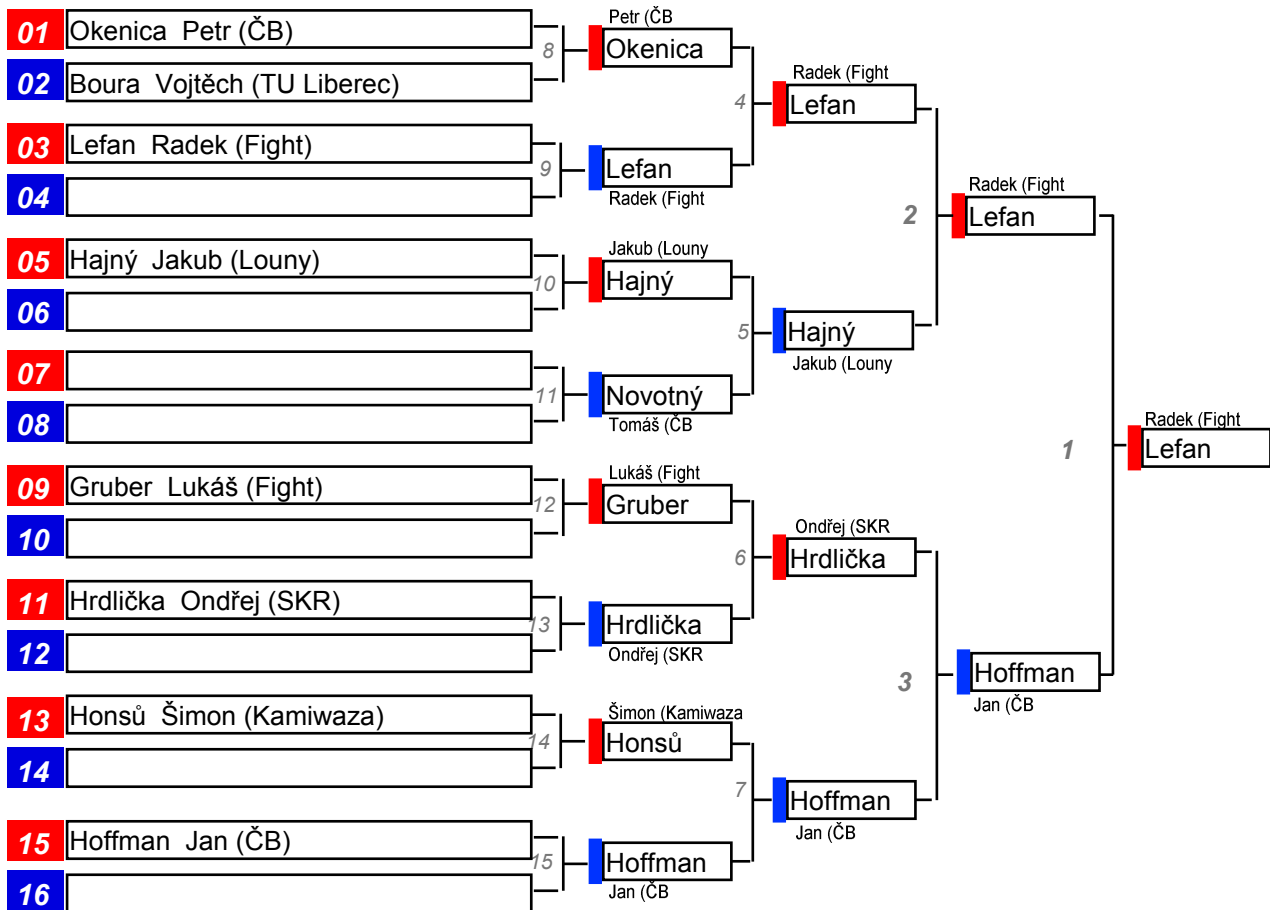 01 Okenica Petr (ČB)
02 Boura Vojtěch (TU Liberec)
03 Lefan Radek (Fight)
04
05 Hajný Jakub (Louny)
06
07
08
09 Gruber Lukáš (Fight)
10
11 Hrdlička Ondřej (SKR)
12
13 Honsů Šimon (Kamiwaza)
14
15 Hoffman Jan (ČB)
16
8
9
10
11
12
13
14
15
Petr (ČB
Okenica
Lefan
Radek (Fight
Jakub (Louny
Hajný
Novotný
Tomáš (ČB
Lukáš (Fight
Gruber
Hrdlička
Ondřej (SKR
Šimon (Kamiwaza
Honsů
Hoffman
Jan (ČB
4
5
6
7
Radek (Fight
Lefan
Hajný
Jakub (Louny
Ondřej (SKR
Hrdlička
Hoffman
Jan (ČB
2
3
Radek (Fight
Lefan
Hoffman
Jan (ČB
1
Radek (Fight
Lefan